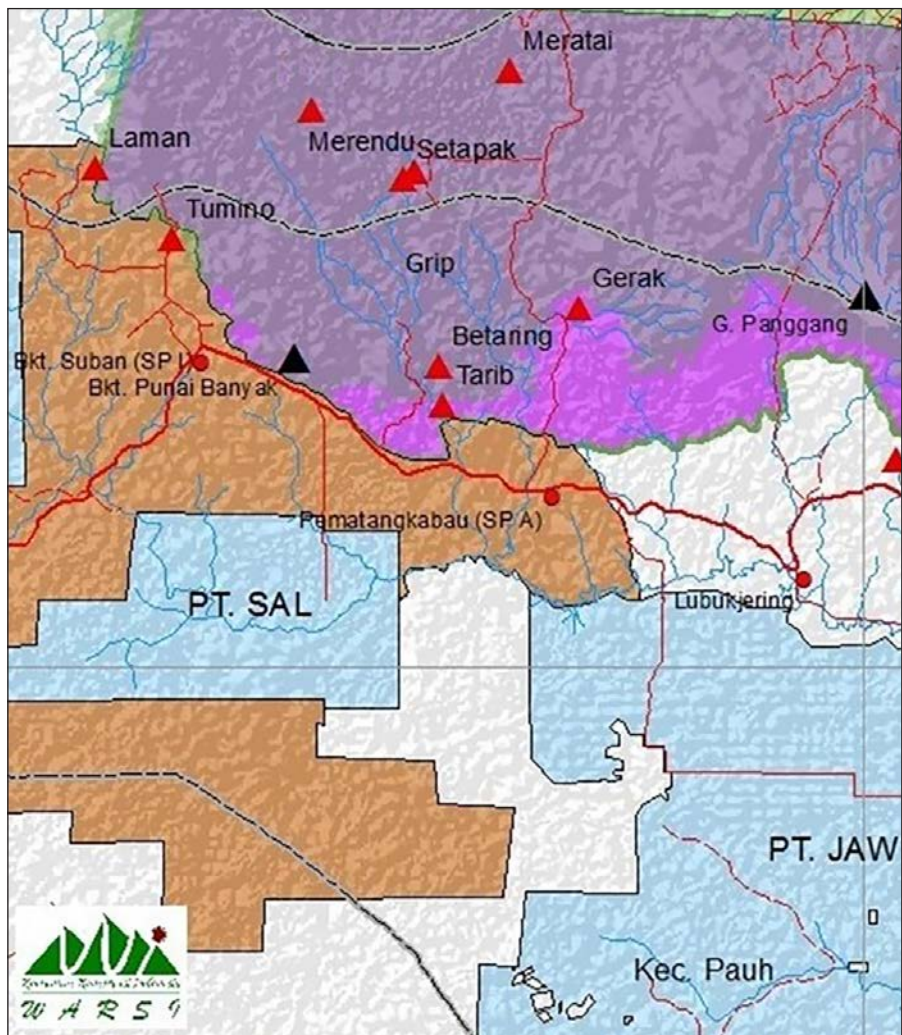 Meratai
Merendu
Setapak
Laman
Tumino
Grip
Gerak
G. Panggang
Betaring
Bkt. Suban (SP I)
Bkt. Punai Banyak
Tarib
Pematangkabau (SP A)
PT. SAL
Lubukjering
PT. JAW
Kec. Pauh
WARSI